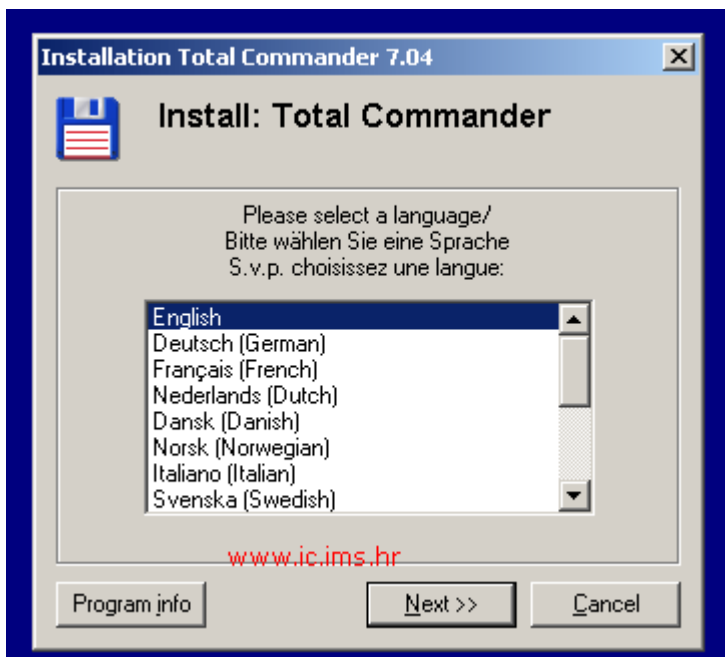 Installation Total Commander 7.04
Install: Total Commander
Please select a language/
Bitte wählen Sie eine Sprache
S.v.p. choisissez une langue:
English
Deutsch (German)
Français (French)
Nederlands (Dutch)
Dansk (Danish)
Norsk (Norwegian)
Italiano (Italian)
Svenska (Swedish)
www.ic.ims.hr
Program info
Next >>
Cancel